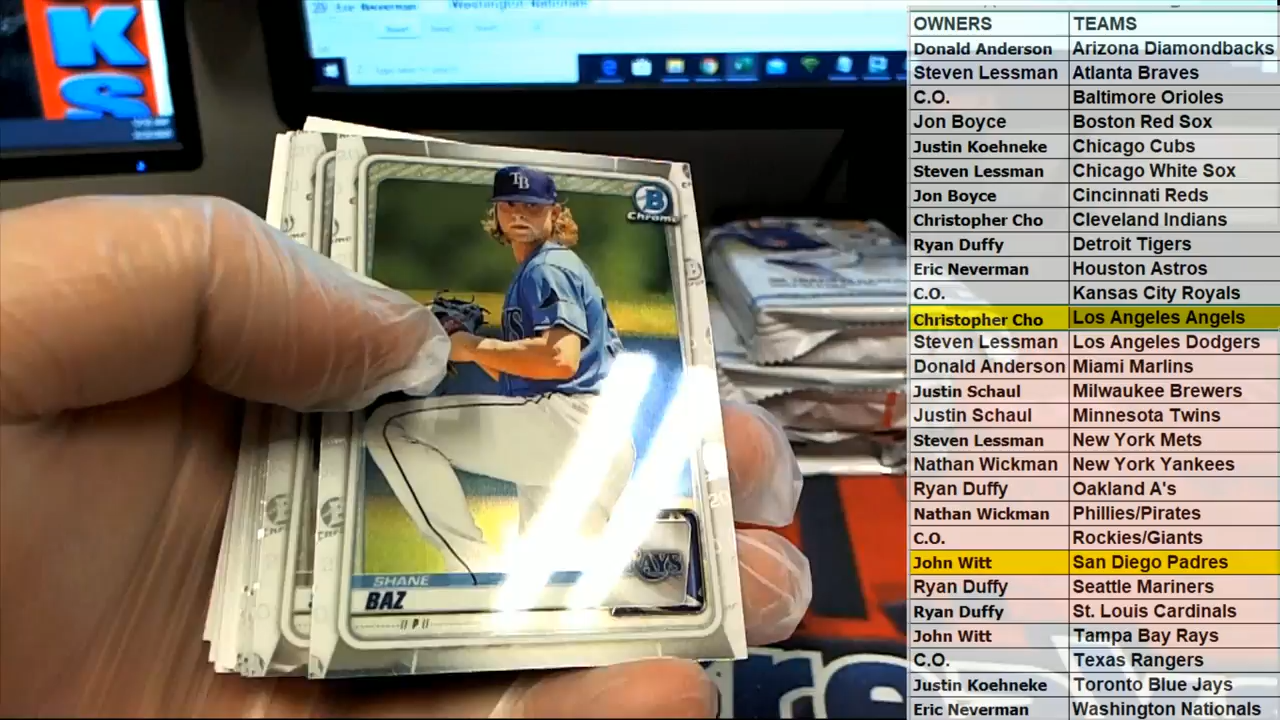 KS
29 Eric Neverman Washington Nationals
TB
B
Chrome
RAYS
SHANE
BAZ
P
OWNERS TEAMS
Donald Anderson Arizona Diamondbacks
Steven Lessman Atlanta Braves
C.O. Baltimore Orioles
Jon Boyce Boston Red Sox
Justin Koehneke Chicago Cubs
Steven Lessman Chicago White Sox
Jon Boyce Cincinnati Reds
Christopher Cho Cleveland Indians
Ryan Duffy Detroit Tigers
Eric Neverman Houston Astros
C.O. Kansas City Royals
Christopher Cho Los Angeles Angels
Steven Lessman Los Angeles Dodgers
Donald Anderson Miami Marlins
Justin Schaul Milwaukee Brewers
Justin Schaul Minnesota Twins
Steven Lessman New York Mets
Nathan Wickman New York Yankees
Ryan Duffy Oakland A's
Nathan Wickman Phillies/Pirates
C.O. Rockies/Giants
John Witt San Diego Padres
Ryan Duffy Seattle Mariners
Ryan Duffy St. Louis Cardinals
John Witt Tampa Bay Rays
C.O. Texas Rangers
Justin Koehneke Toronto Blue Jays
Eric Neverman Washington Nationals